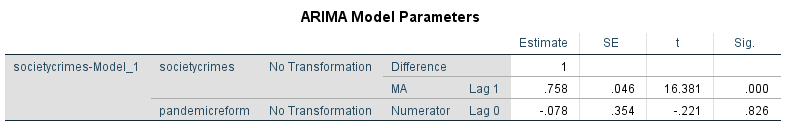 ARIMA Model Parameters
Estimate SE t Sig.
societycrimes-Model_1 societycrimes No Transformation Difference 1
MA Lag 1 .758 .046 16.381 .000
pandemicreform No Transformation Numerator Lag 0 -.078 .354 -.221 .826